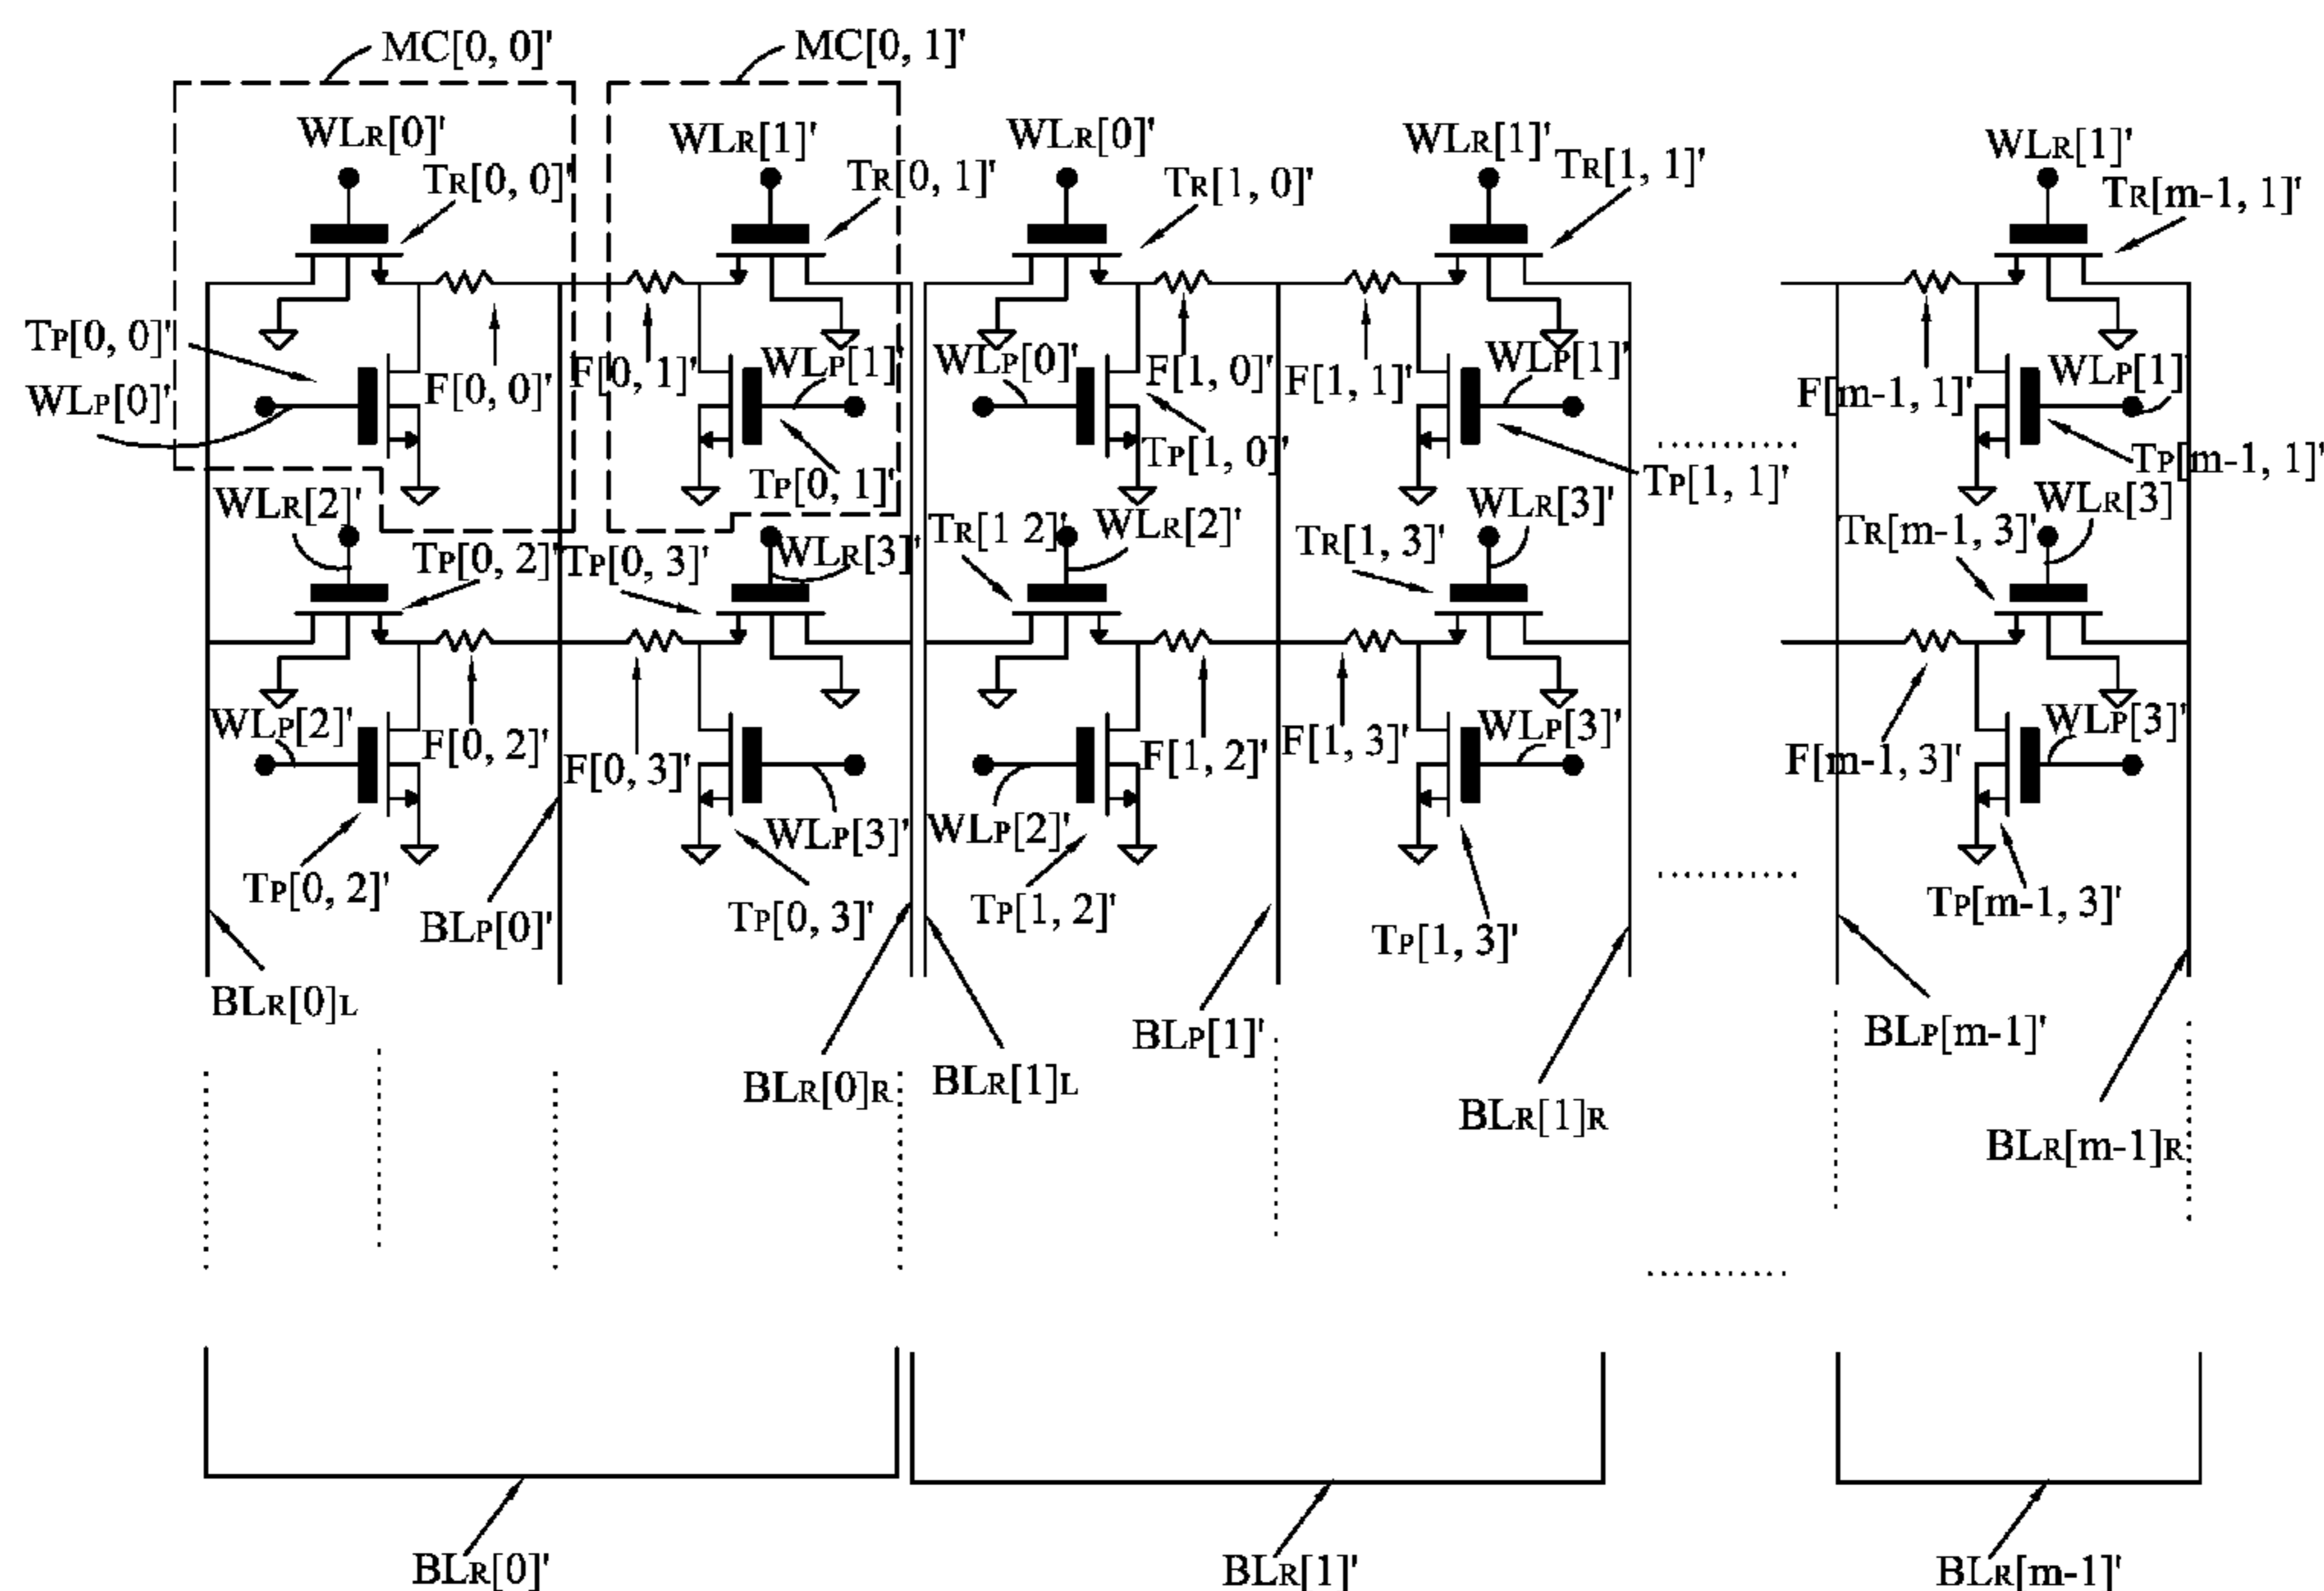 MC[0, 0]'
MC[0, 1]'
WLR[0]'
WLR[1]'
WLR[0]'
WLR[1]'
WLR[1]'
TR[0, 0]'
TR[0, 1]'
TR[1, 0]'
TR[1, 1]'
TR[m-1, 1]'
TP[0, 0]'
WLP[0]'
F[0, 0]'
F[0, 1]'
WLP[1]'
WLP[0]'
F[1, 0]'
F[1, 1]'
WLP[1]'
F[m-1, 1]'
WLP[1]'
TP[0, 1]'
TP[1, 0]'
TP[1, 1]'
TP[m-1, 1]'
WLR[2]'
TP[0, 2]'
TP[0, 3]'
WLR[3]'
TR[1 2]'
WLR[2]'
TR[1, 3]'
WLR[3]'
TR[m-1, 3]'
WLR[3]
WLP[2]'
F[0, 2]'
F[0, 3]'
F[1, 2]'
F[1, 3]'
WLP[3]'
F[m-1, 3]'
WLP[3]'
WLP[3]'
WLP[2]'
TP[0, 2]'
BLP[0]'
TP[0, 3]'
TP[1, 2]'
TP[1, 3]'
TP[m-1, 3]'
BLR[0]L
BLR[0]R
BLR[1]L
BLP[1]'
BLR[1]R
BLP[m-1]'
BLR[m-1]R
BLR[0]'
BLR[1]'
BLR[m-1]'